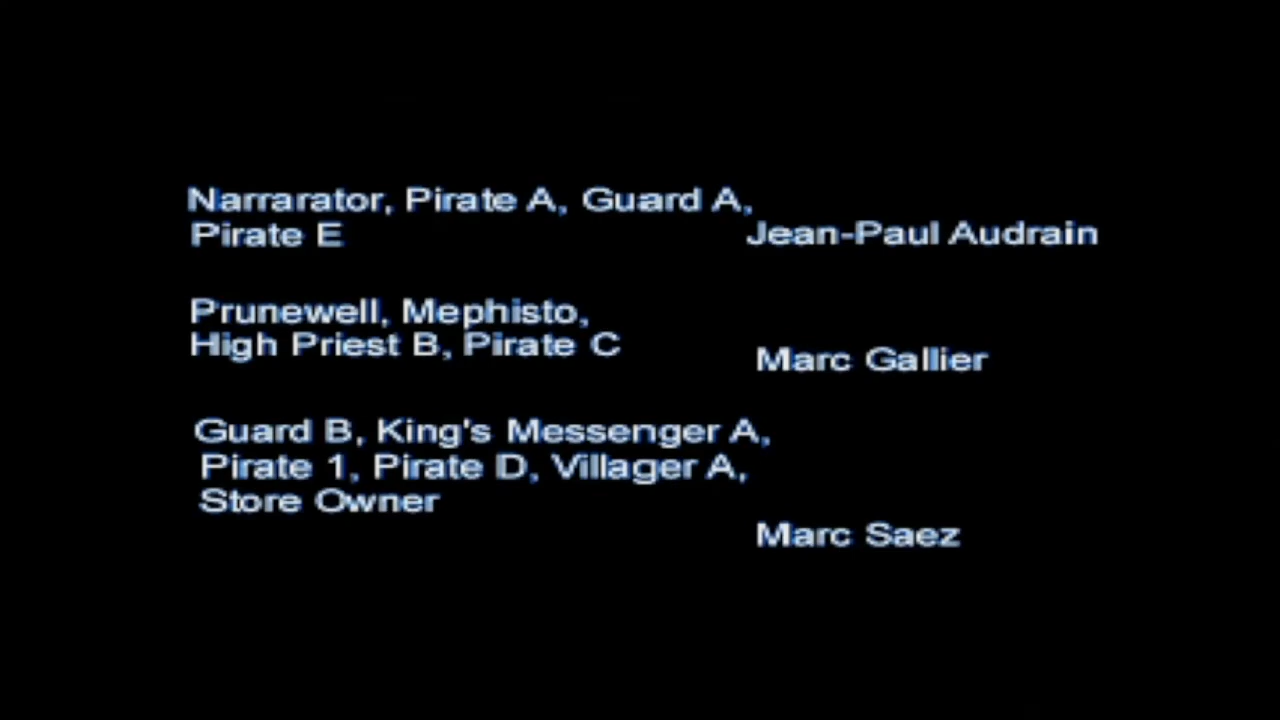 Narrarator, Pirate A, Guard A,
Pirate E
Jean-Paul Audrain
Prunewell, Mephisto,
High Priest B, Pirate C
Marc Gallier
Guard B, King's Messenger A,
Pirate 1, Pirate D, Villager A,
Store Owner
Marc Saez